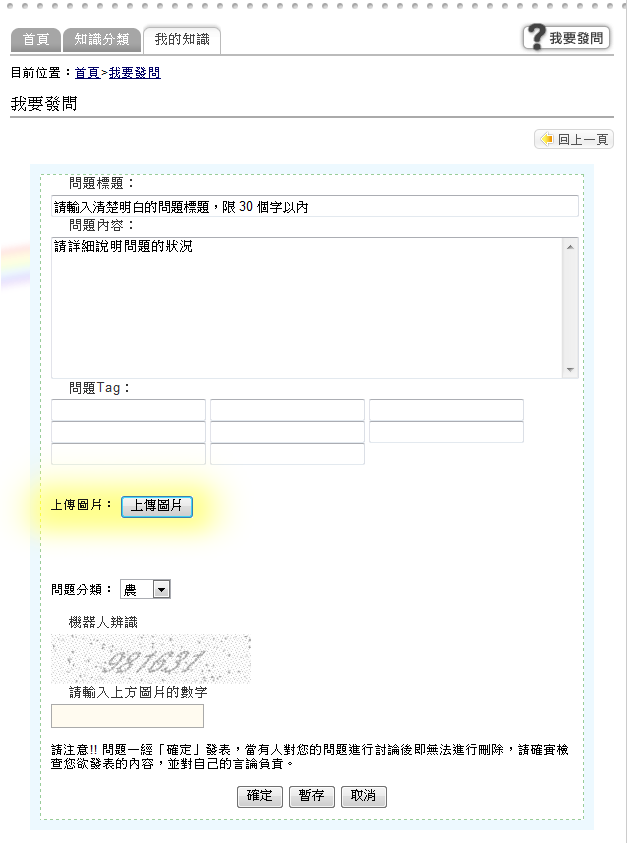 首頁 知識分類 我的知識 我要發問
目前位置：首頁>我要發問
我要發問
回上一頁
問題標題：
請輸入清楚明白的問題標題，限 30 個字以內
問題內容：
請詳細說明問題的狀況
問題Tag：
上傳圖片： 上傳圖片
問題分類： 農
機器人辨識
981631
請輸入上方圖片的數字
請注意!! 問題一經「確定」發表，當有人對您的問題進行討論後即無法進行刪除，請確實檢
查您欲發表的內容，並對自己的言論負責。
確定 暫存 取消